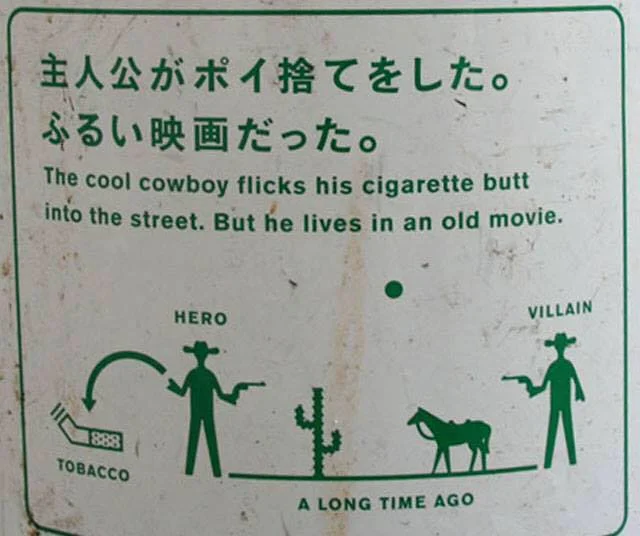 主人公がポイ捨てをした。
ふるい映画だった。
The cool cowboy flicks his cigarette butt
into the street. But he lives in an old movie.
HERO
VILLAIN
TOBACCO
A LONG TIME AGO